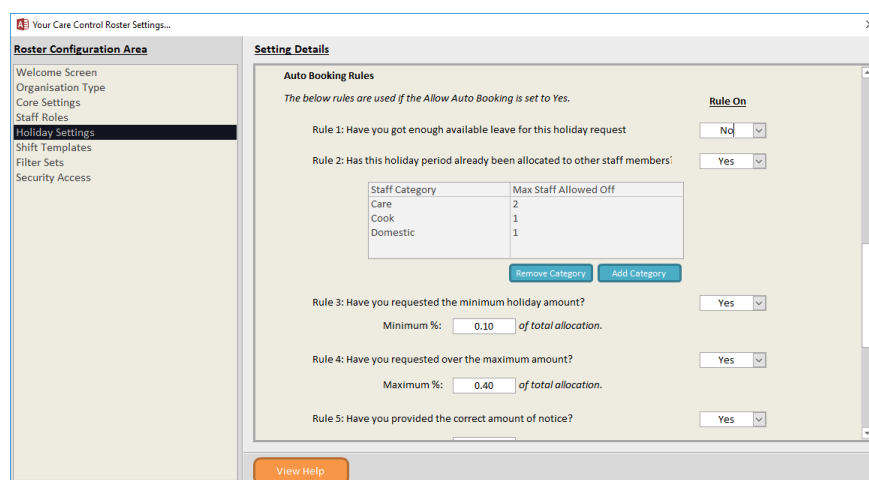 Your Care Control Roster Settings...
Roster Configuration Area
Welcome Screen
Organisation Type
Core Settings
Staff Roles
Holiday Settings
Shift Templates
Filter Sets
Security Access
Setting Details
Auto Booking Rules
The below rules are used if the Allow Auto Booking is set to Yes.
Rule On
Rule 1: Have you got enough available leave for this holiday request
No
Rule 2: Has this holiday period already been allocated to other staff members?
Yes
Staff Category Max Staff Allowed Off
Care 2
Cook 1
Domestic 1
Remove Category Add Category
Rule 3: Have you requested the minimum holiday amount?
Yes
Minimum %: 0.10 of total allocation.
Rule 4: Have you requested over the maximum amount?
Yes
Maximum %: 0.40 of total allocation.
Rule 5: Have you provided the correct amount of notice?
Yes
View Help